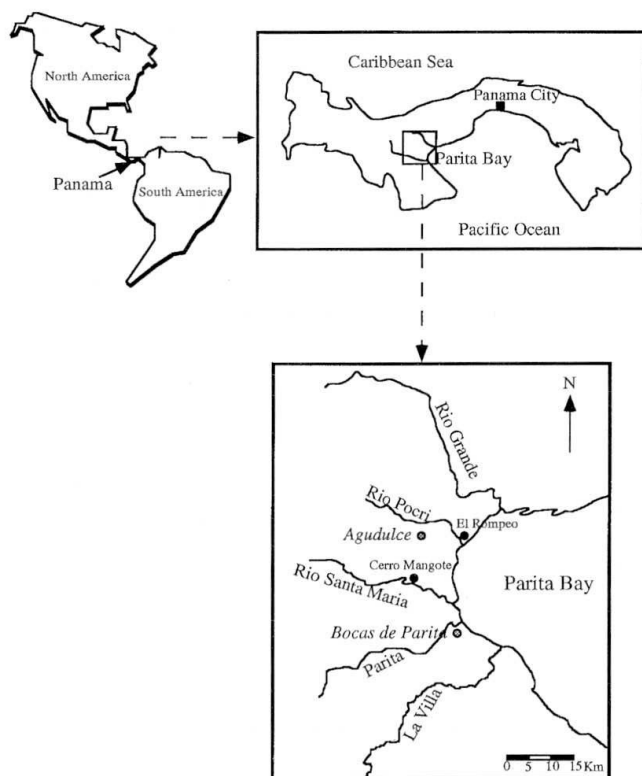 North America
Panama
South America
Caribbean Sea
Panama City
Parita Bay
Pacific Ocean
N
Rio Grande
Rio Pocri
El Rompeo
Agudulce
Cerro Mangote
Rio Santa Maria
Parita Bay
Bocas de Parita
Parita
La Villa
0 5 10 15Km